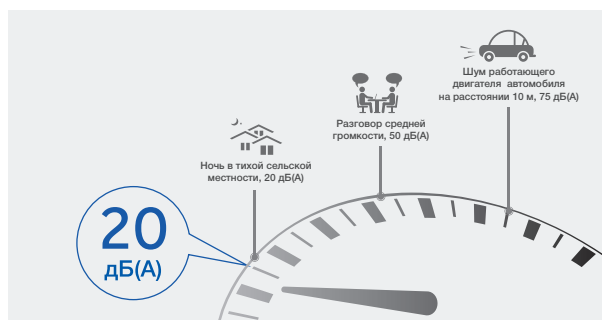 Шум работающего
двигателя автомобиля
на расстоянии 10 м, 75 дБ(А)
Разговор средней
громкости, 50 дБ(А)
Ночь в тихой сельской
местности, 20 дБ(А)
20
дБ(А)